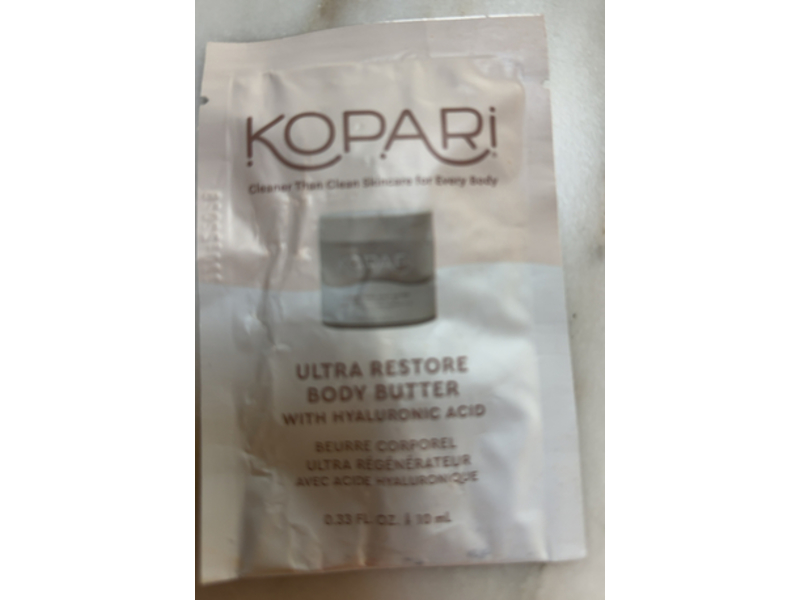 KOPARi
Cleaner Than Clean Skincare for Every Body
ULTRA RESTORE
BODY BUTTER
WITH HYALURONIC ACID
BEURRE CORPOREL
ULTRA RÉGÉNÉRATEUR
AVEC ACIDE HYALURONIQUE
0.33 FL. OZ. | 10 mL